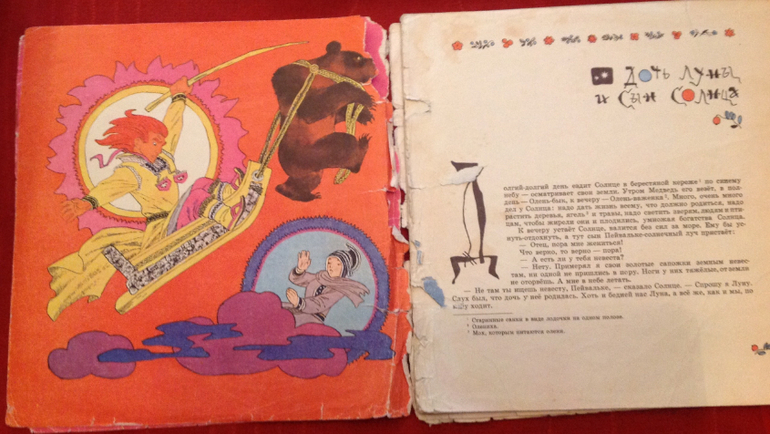 Дочь Луны
и Сын Солнца
Долгий-долгий день ездит Солнце в берестяной кереже¹ по синему
небу — осматривает свои земли. Утром Медведь его везёт, в пол-
день — Олень-бык, к вечеру — Олень-важенка². Много, очень много
дел у Солнца: надо дать жизнь всему, что должно родиться, надо
растить деревья, ягель³ и травы, надо светить зверям, людям и пти-
цам, чтобы жирели они и плодились, умножая богатства Солнца.
К вечеру устаёт Солнце, валится без сил за море. Ему бы ус-
нуть-отдохнуть, а тут сын Пейвальке-солнечный луч пристаёт:
— Отец, пора мне жениться!
Что верно, то верно — пора!
— А есть ли у тебя невеста?
— Нету. Примерял я свои золотые сапожки земным невес-
там, ни одной не пришлись в пору. Ноги у них тяжёлые, от земли
не оторвёшь. А мне в небе летать.
— Не там ты ищешь невесту, Пейвальке, — сказало Солнце. — Спрошу я Луну.
Слух был, что дочь у неё родилась. Хоть и бедней нас Луна, а всё же, как и мы, по
небу ходит.
¹ Старинные санки в виде лодочки на одном полозе.
² Олениха.
³ Мох, которым питаются олени.